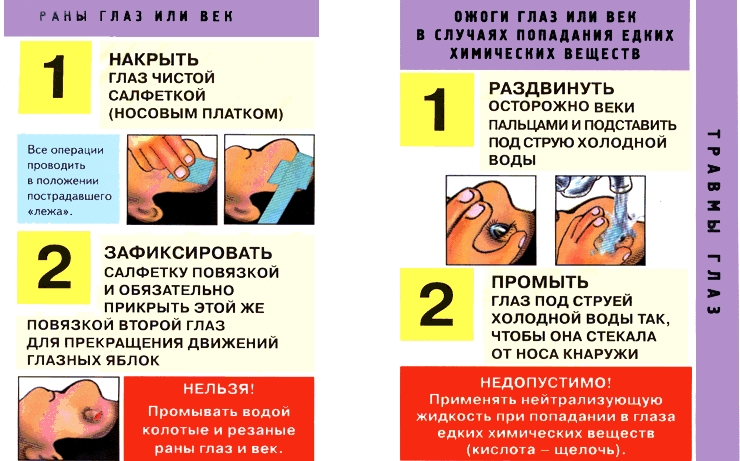 РАНЫ ГЛАЗ ИЛИ ВЕК
1
НАКРЫТЬ
ГЛАЗ ЧИСТОЙ
САЛФЕТКОЙ
(НОСОВЫМ ПЛАТКОМ)
Все операции
проводить
в положении
пострадавшего
«лежа».
2
ЗАФИКСИРОВАТЬ
САЛФЕТКУ ПОВЯЗКОЙ
И ОБЯЗАТЕЛЬНО
ПРИКРЫТЬ ЭТОЙ ЖЕ
ПОВЯЗКОЙ ВТОРОЙ ГЛАЗ
ДЛЯ ПРЕКРАЩЕНИЯ ДВИЖЕНИЙ
ГЛАЗНЫХ ЯБЛОК
НЕЛЬЗЯ!
Промывать водой
колотые и резаные
раны глаз и век.
ОЖОГИ ГЛАЗ ИЛИ ВЕК
В СЛУЧАЯХ ПОПАДАНИЯ ЕДКИХ
ХИМИЧЕСКИХ ВЕЩЕСТВ
1
РАЗДВИНУТЬ
ОСТОРОЖНО ВЕКИ
ПАЛЬЦАМИ И ПОДСТАВИТЬ
ПОД СТРУЮ ХОЛОДНОЙ
ВОДЫ
2
ПРОМЫТЬ
ГЛАЗ ПОД СТРУЕЙ
ХОЛОДНОЙ ВОДЫ ТАК,
ЧТОБЫ ОНА СТЕКАЛА
ОТ НОСА КНАРУЖИ
НЕДОПУСТИМО!
Применять нейтрализующую
жидкость при попадании в глаза
едких химических веществ
(кислота – щелочь).
ТРАВМЫ ГЛАЗ